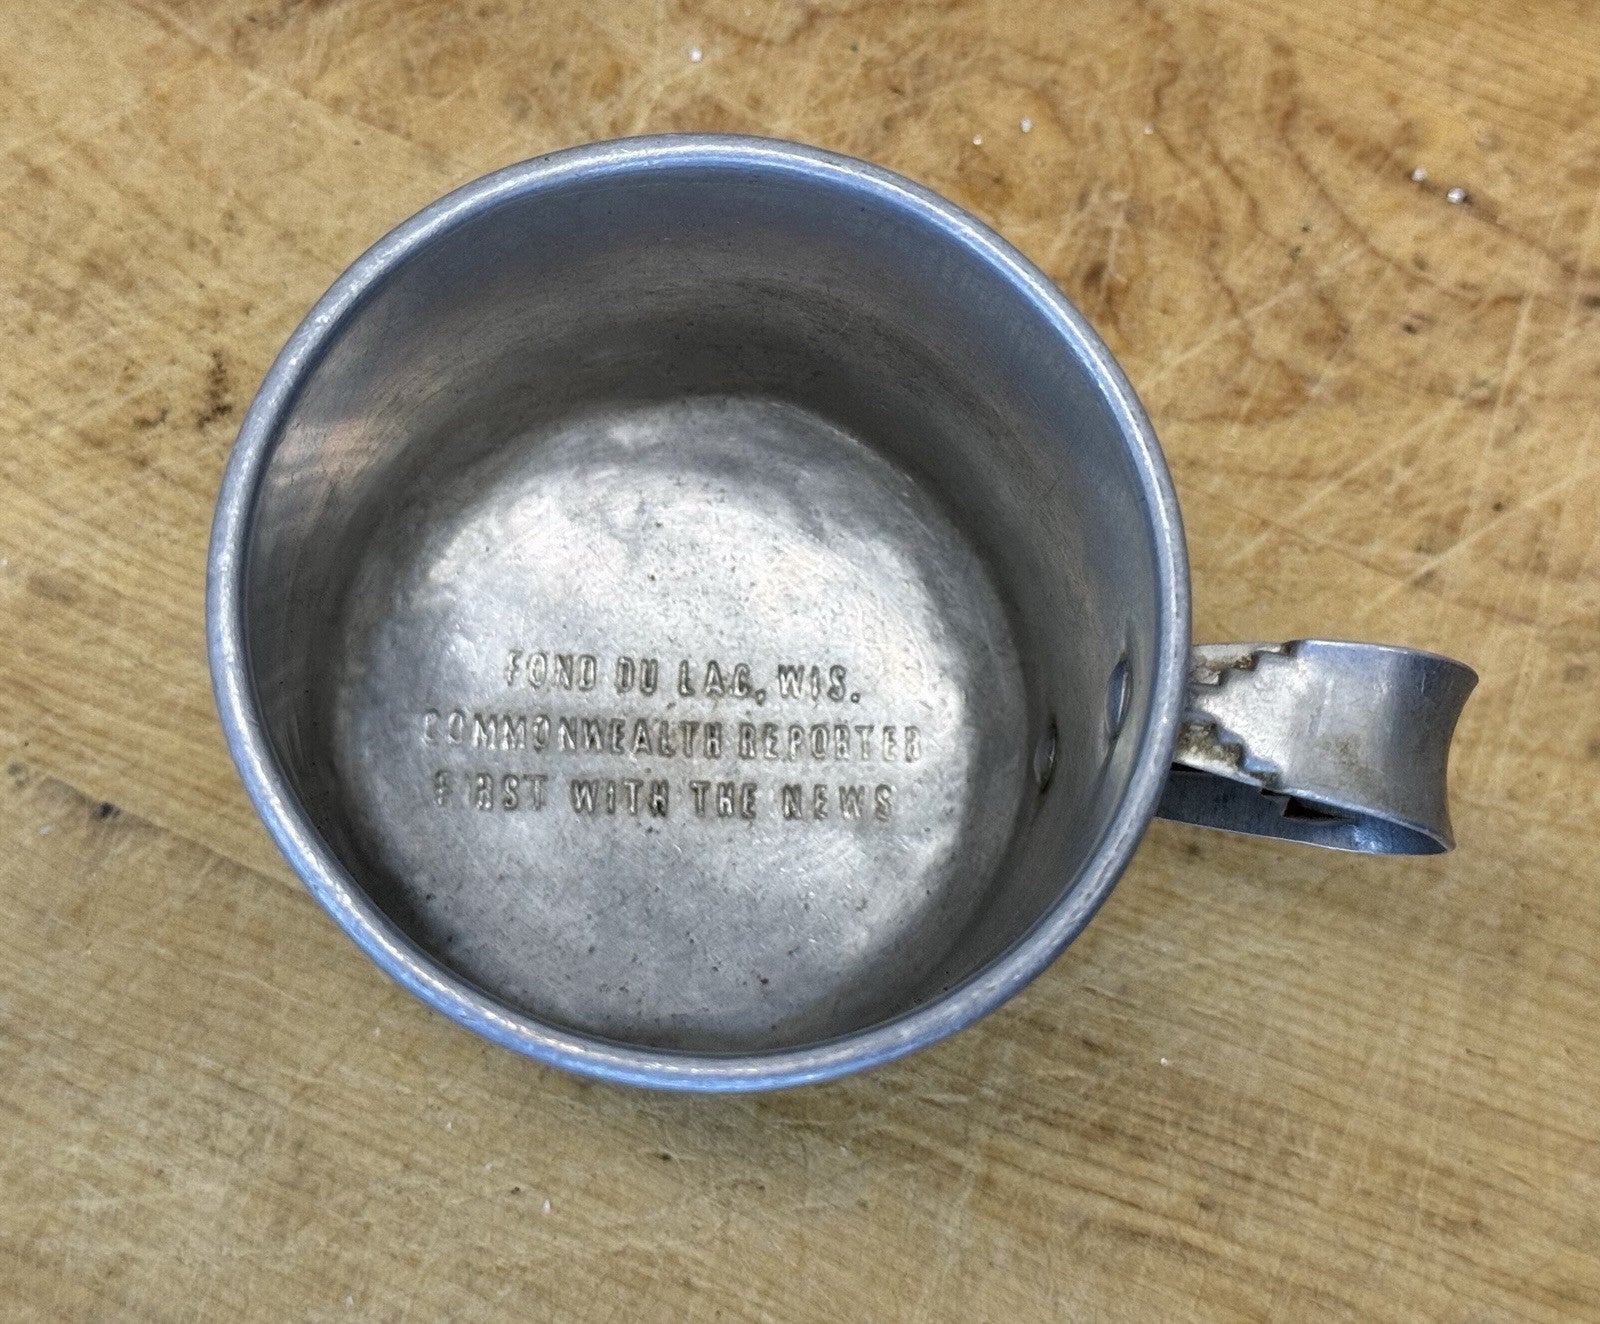 FOND DU LAC, WIS.
COMMONWEALTH REPORTER
FIRST WITH THE NEWS